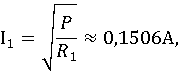 I₁ = √(P/R₁) ≈ 0,1506A,